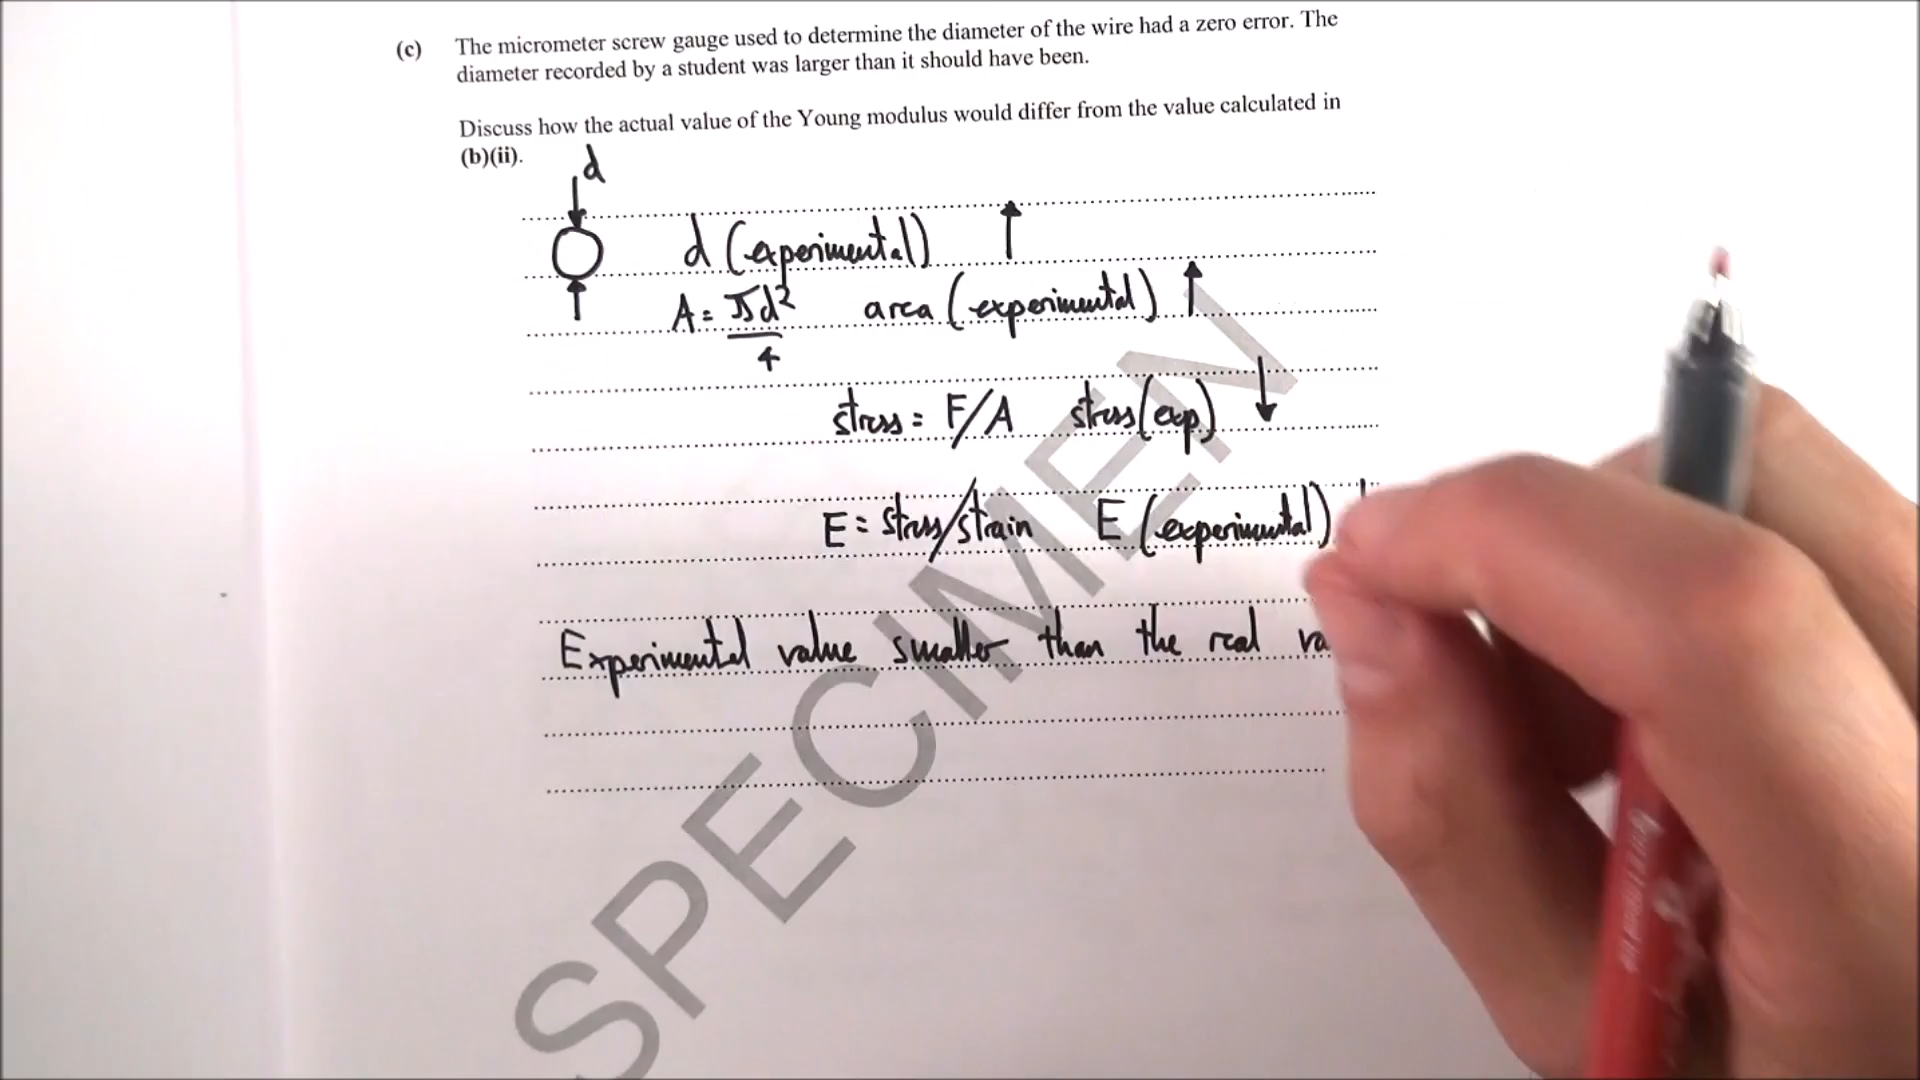 (c) The micrometer screw gauge used to determine the diameter of the wire had a zero error. The
diameter recorded by a student was larger than it should have been.
Discuss how the actual value of the Young modulus would differ from the value calculated in
(b)(ii).
d
d (experimental) ↑
A = πd²/4 area (experimental) ↑
stress = F/A stress (exp) ↓
E = stress/strain E (experimental)
Experimental value smaller than the real va
SPECIMEN